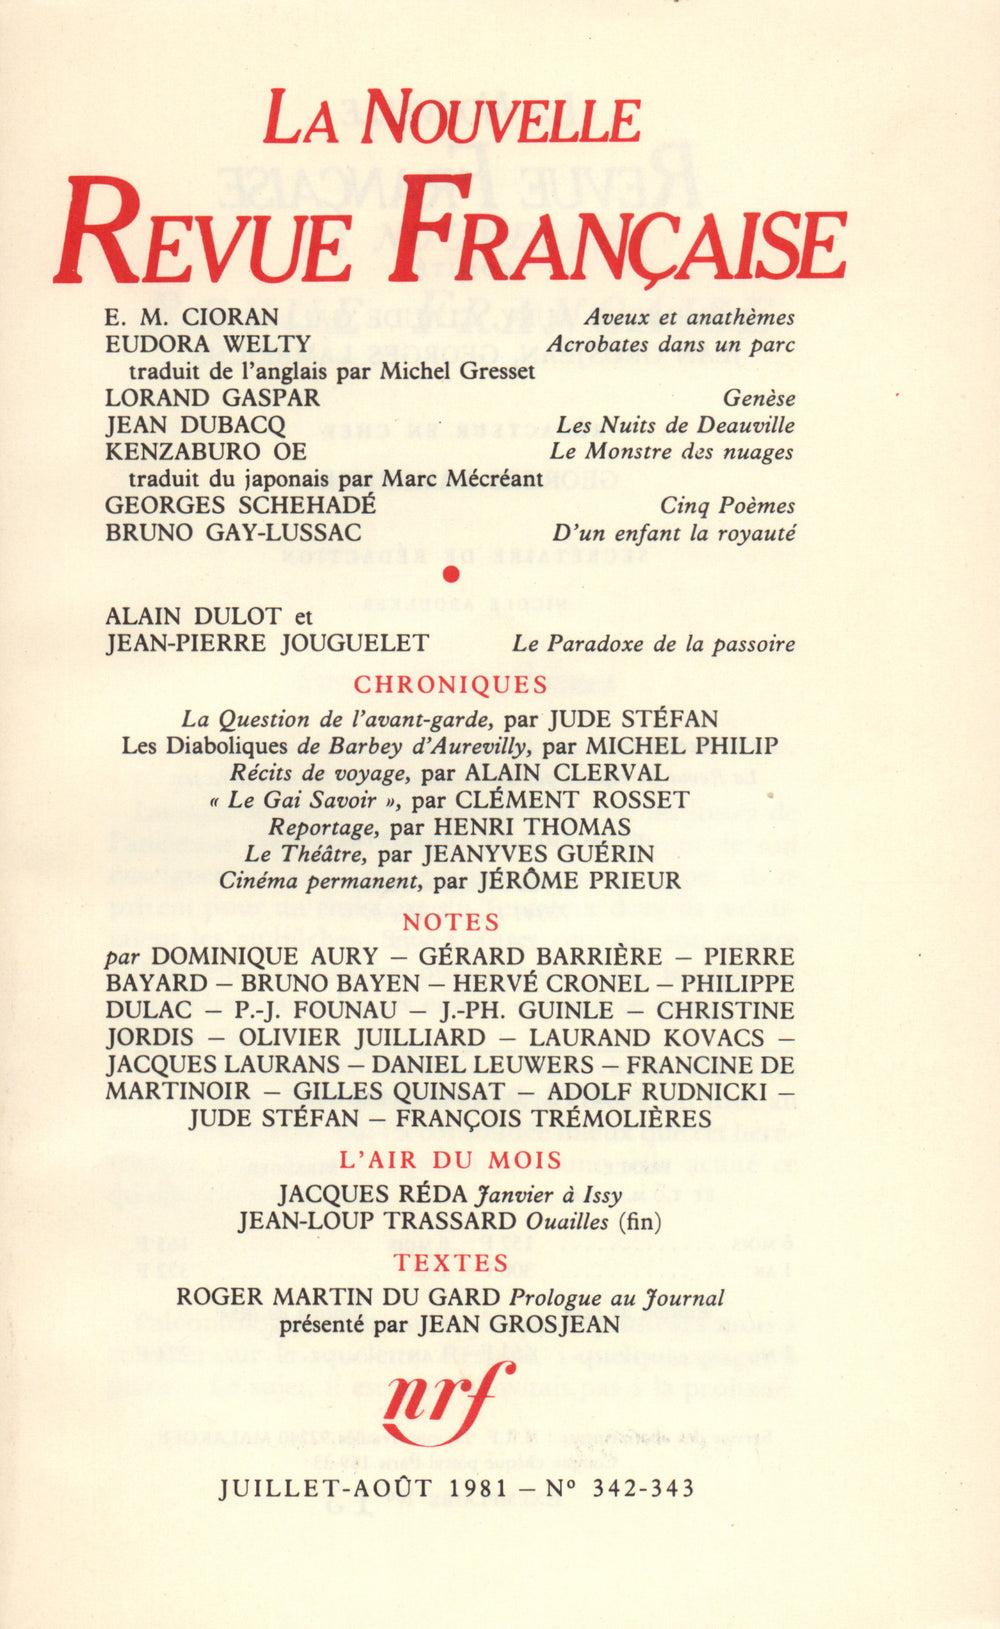 LA NOUVELLE
REVUE FRANÇAISE
E. M. CIORAN Aveux et anathèmes
EUDORA WELTY Acrobates dans un parc
traduit de l'anglais par Michel Gresset
LORAND GASPAR Genèse
JEAN DUBACQ Les Nuits de Deauville
KENZABURO OE Le Monstre des nuages
traduit du japonais par Marc Mécréant
GEORGES SCHEHADÉ Cinq Poèmes
BRUNO GAY-LUSSAC D'un enfant la royauté
ALAIN DULOT et
JEAN-PIERRE JOUGUELET Le Paradoxe de la passoire
CHRONIQUES
La Question de l'avant-garde, par JUDE STÉFAN
Les Diaboliques de Barbey d'Aurevilly, par MICHEL PHILIP
Récits de voyage, par ALAIN CLERVAL
« Le Gai Savoir », par CLÉMENT ROSSET
Reportage, par HENRI THOMAS
Le Théâtre, par JEANYVES GUÉRIN
Cinéma permanent, par JÉRÔME PRIEUR
NOTES
par DOMINIQUE AURY — GÉRARD BARRIÈRE — PIERRE
BAYARD — BRUNO BAYEN — HERVÉ CRONEL — PHILIPPE
DULAC — P.-J. FOUNAU — J.-PH. GUINLE — CHRISTINE
JORDIS — OLIVIER JUILLIARD — LAURAND KOVACS —
JACQUES LAURANS — DANIEL LEUWERS — FRANCINE DE
MARTINOIR — GILLES QUINSAT — ADOLF RUDNICKI —
JUDE STÉFAN — FRANÇOIS TRÉMOLIÈRES
L'AIR DU MOIS
JACQUES RÉDA Janvier à Issy
JEAN-LOUP TRASSARD Ouailles (fin)
TEXTES
ROGER MARTIN DU GARD Prologue au Journal
présenté par JEAN GROSJEAN
nrf
JUILLET-AOÛT 1981 — Nº 342-343